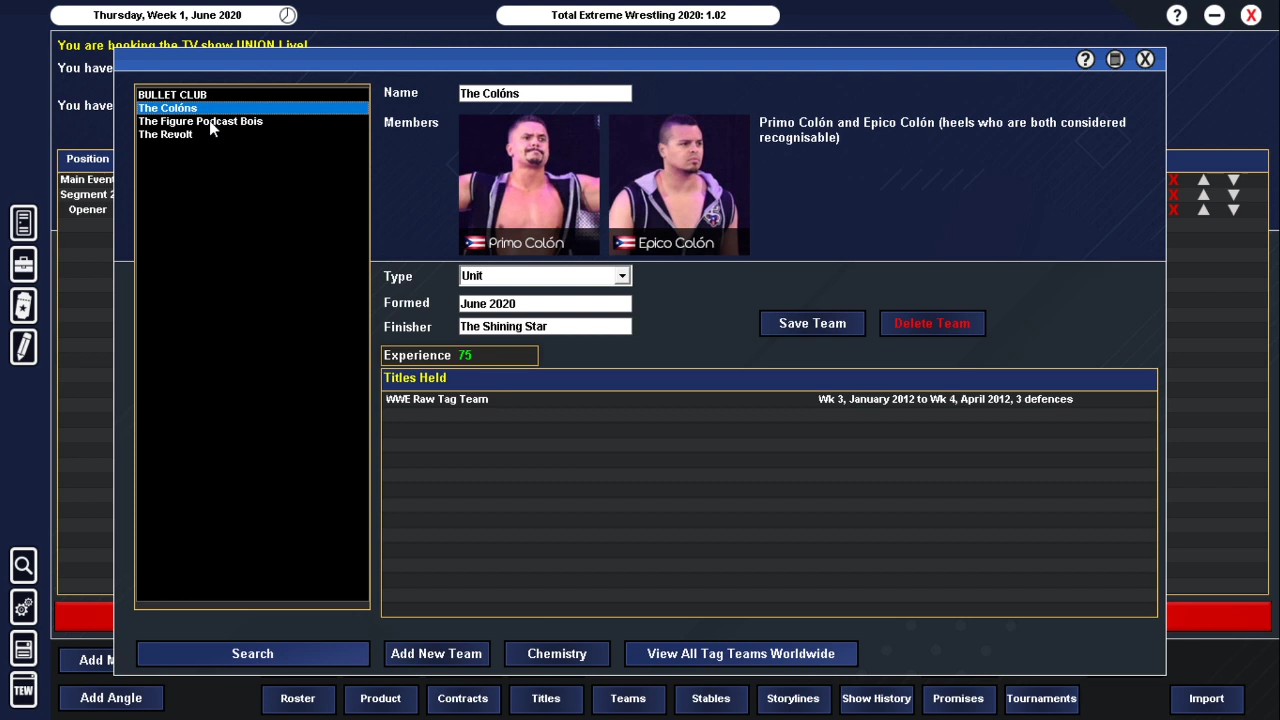 Thursday, Week 1, June 2020
Total Extreme Wrestling 2020: 1.02
?
X
You are booking the TV show UNION Live!
You have
You have
?
X
BULLET CLUB
The Colóns
The Figure Podcast Bois
The Revolt
Name
The Colóns
Members
Primo Colón
Epico Colón
Primo Colón and Epico Colón (heels who are both considered
recognisable)
Position
Main Event
Segment 2
Opener
X
X
X
Type
Unit
Formed
June 2020
Finisher
The Shining Star
Save Team
Delete Team
Experience 75
Titles Held
WWE Raw Tag Team
Wk 3, January 2012 to Wk 4, April 2012, 3 defences
Search
Add New Team
Chemistry
View All Tag Teams Worldwide
Add M
TEW
Add Angle
Roster
Product
Contracts
Titles
Teams
Stables
Storylines
Show History
Promises
Tournaments
Import